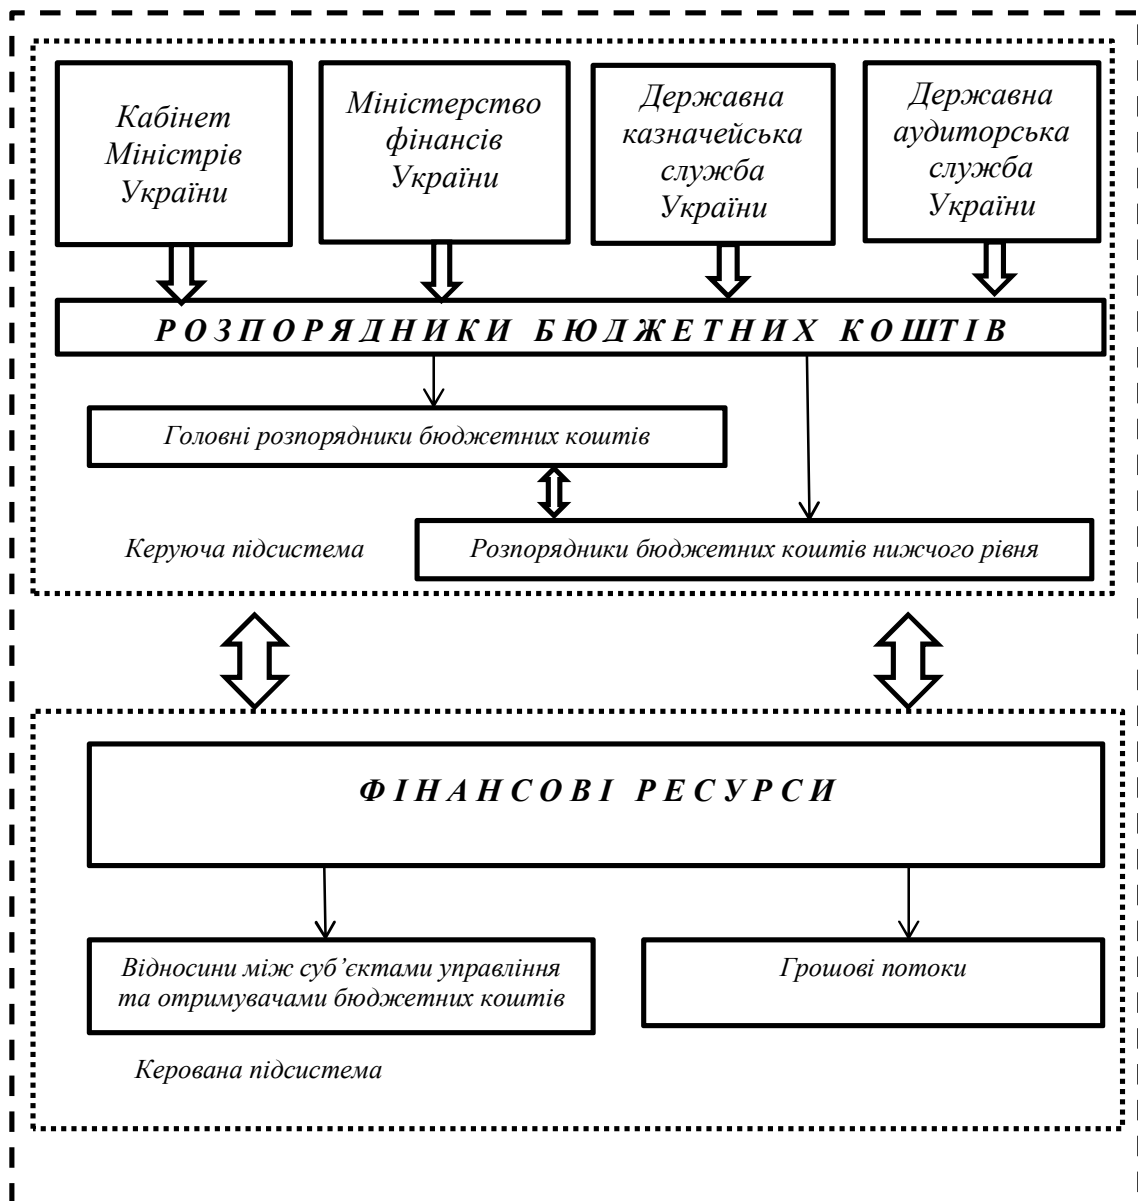 Кабінет
Міністрів
України
Міністерство
фінансів
України
Державна
казначейська
служба
України
Державна
аудиторська
служба
України
РОЗПОРЯДНИКИ БЮДЖЕТНИХ КОШТІВ
Головні розпорядники бюджетних коштів
Керуюча підсистема
Розпорядники бюджетних коштів нижчого рівня
ФІНАНСОВІ РЕСУРСИ
Відносини між суб’єктами управління
та отримувачами бюджетних коштів
Грошові потоки
Керована підсистема